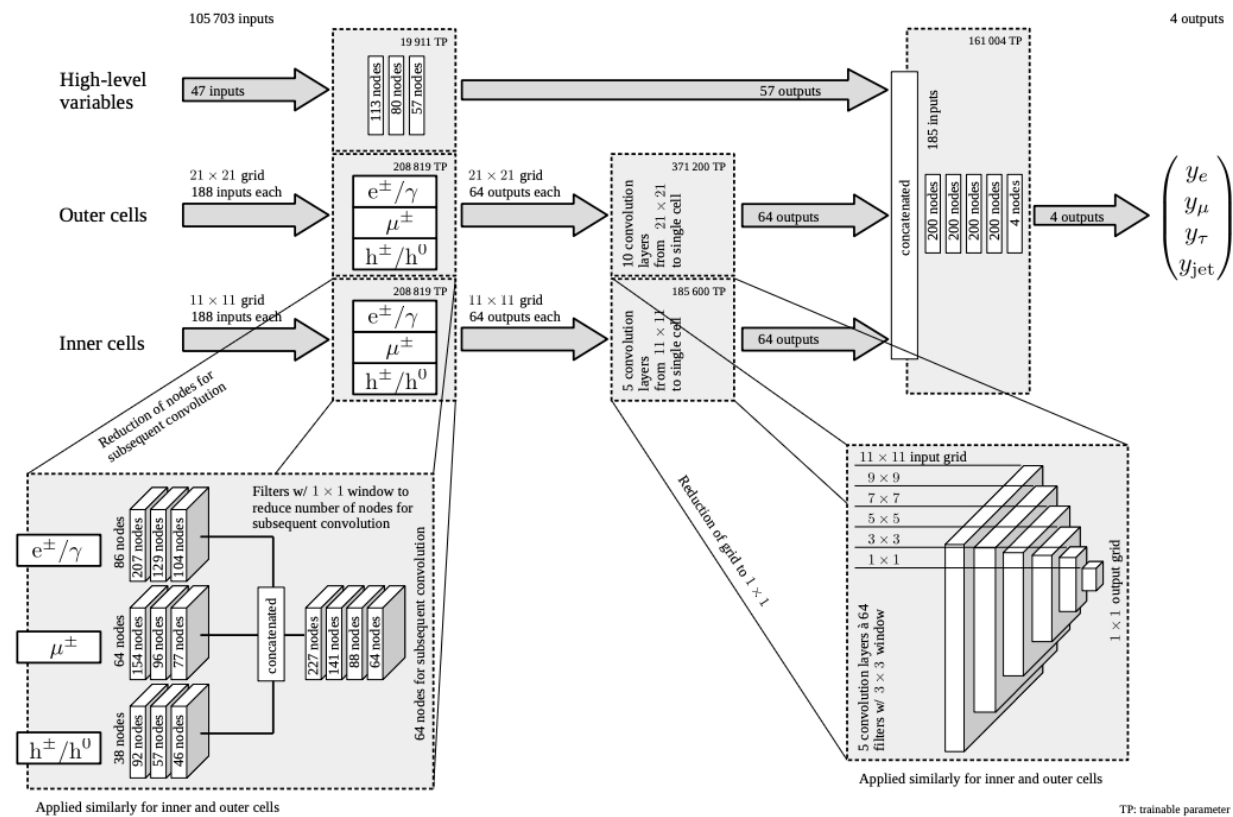 105 703 inputs
4 outputs
High-level
variables
47 inputs
19 911 TP
113 nodes
80 nodes
57 nodes
57 outputs
161 004 TP
185 inputs
concatenated
200 nodes
200 nodes
200 nodes
200 nodes
4 nodes
4 outputs
y_e
y_μ
y_τ
y_jet
Outer cells
21 × 21 grid
188 inputs each
208 819 TP
e±/γ
μ±
h±/h⁰
21 × 21 grid
64 outputs each
371 200 TP
10 convolution
layers
from 21 × 21
to single cell
64 outputs
Inner cells
11 × 11 grid
188 inputs each
208 819 TP
e±/γ
μ±
h±/h⁰
11 × 11 grid
64 outputs each
185 600 TP
5 convolution
layers
from 11 × 11
to single cell
64 outputs
Reduction of nodes for
subsequent convolution
Filters w/ 1 × 1 window to
reduce number of nodes for
subsequent convolution
e±/γ
86 nodes
207 nodes
129 nodes
104 nodes
μ±
64 nodes
154 nodes
96 nodes
77 nodes
h±/h⁰
38 nodes
92 nodes
57 nodes
46 nodes
concatenated
227 nodes
141 nodes
88 nodes
64 nodes
64 nodes for subsequent convolution
Applied similarly for inner and outer cells
Reduction of grid to 1 × 1
11 × 11 input grid
9 × 9
7 × 7
5 × 5
3 × 3
1 × 1
5 convolution layers à 64
filters w/ 3 × 3 window
1 × 1 output grid
Applied similarly for inner and outer cells
TP: trainable parameter